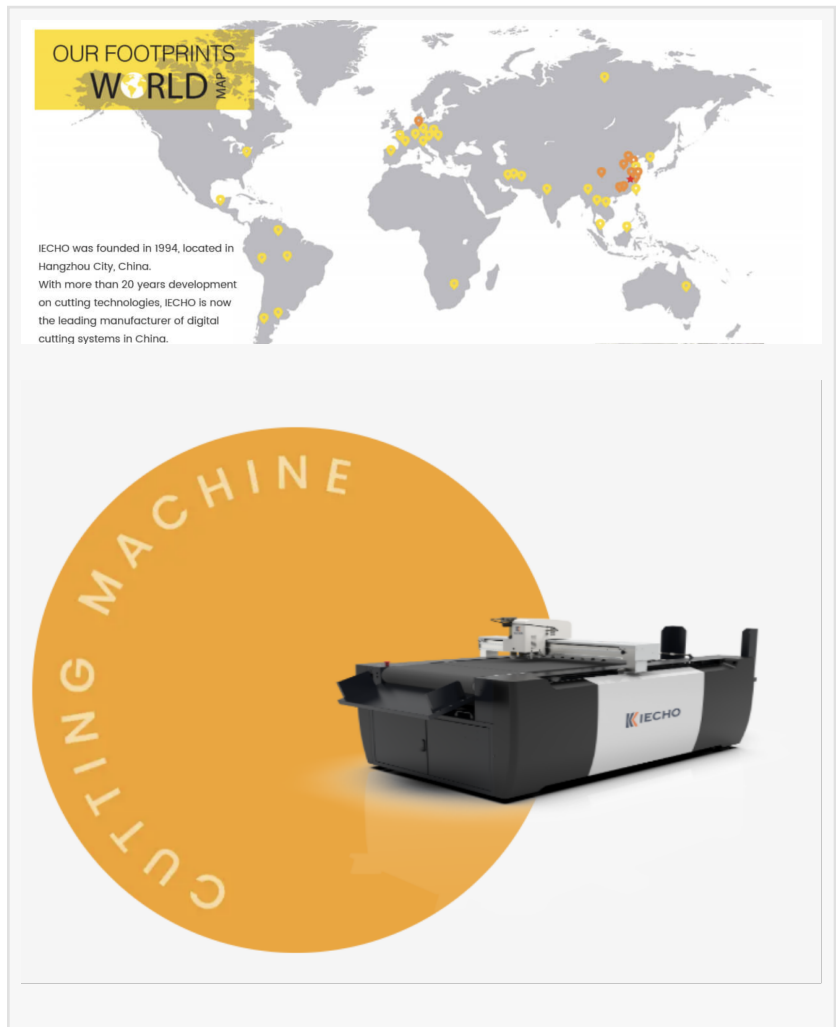 OUR FOOTPRINTS
WORLD
MAP
IECHO was founded in 1994, located in
Hangzhou City, China.
With more than 20 years development
on cutting technologies, IECHO is now
the leading manufacturer of digital
cutting systems in China.
CUTTING MACHINE
IECHO